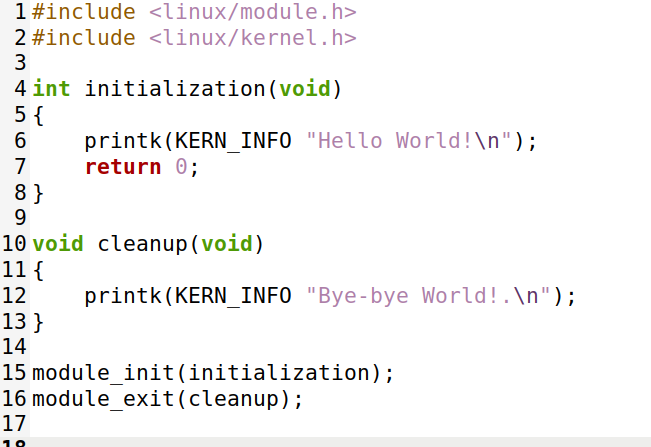 1 #include <linux/module.h>
2 #include <linux/kernel.h>
3
4 int initialization(void)
5 {
6     printk(KERN_INFO "Hello World!\n");
7     return 0;
8 }
9
10 void cleanup(void)
11 {
12     printk(KERN_INFO "Bye-bye World!.\n");
13 }
14
15 module_init(initialization);
16 module_exit(cleanup);
17
18